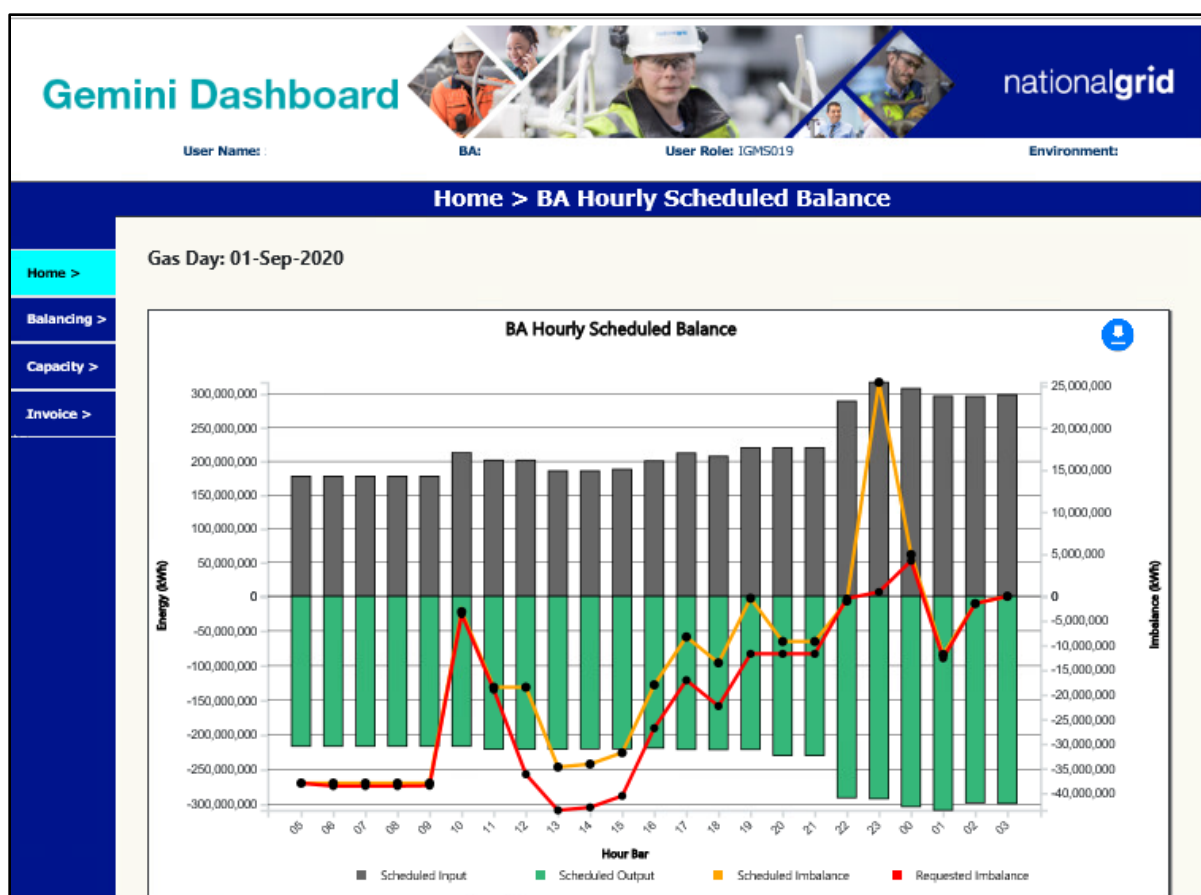 Gemini Dashboard
nationalgrid
User Name: :
BA:
User Role: IGMS019
Environment:
Home > BA Hourly Scheduled Balance
Home >
Balancing >
Capacity >
Invoice >
Gas Day: 01-Sep-2020
BA Hourly Scheduled Balance
Energy (kWh)
300,000,000
250,000,000
200,000,000
150,000,000
100,000,000
50,000,000
0
-50,000,000
-100,000,000
-150,000,000
-200,000,000
-250,000,000
-300,000,000
25,000,000
20,000,000
15,000,000
10,000,000
5,000,000
0
-5,000,000
-10,000,000
-15,000,000
-20,000,000
-25,000,000
-30,000,000
-35,000,000
-40,000,000
Imbalance (kWh)
05 06 07 08 09 10 11 12 13 14 15 16 17 18 19 20 21 22 23 00 01 02 03
Hour Bar
Scheduled Input Scheduled Output Scheduled Imbalance Requested Imbalance